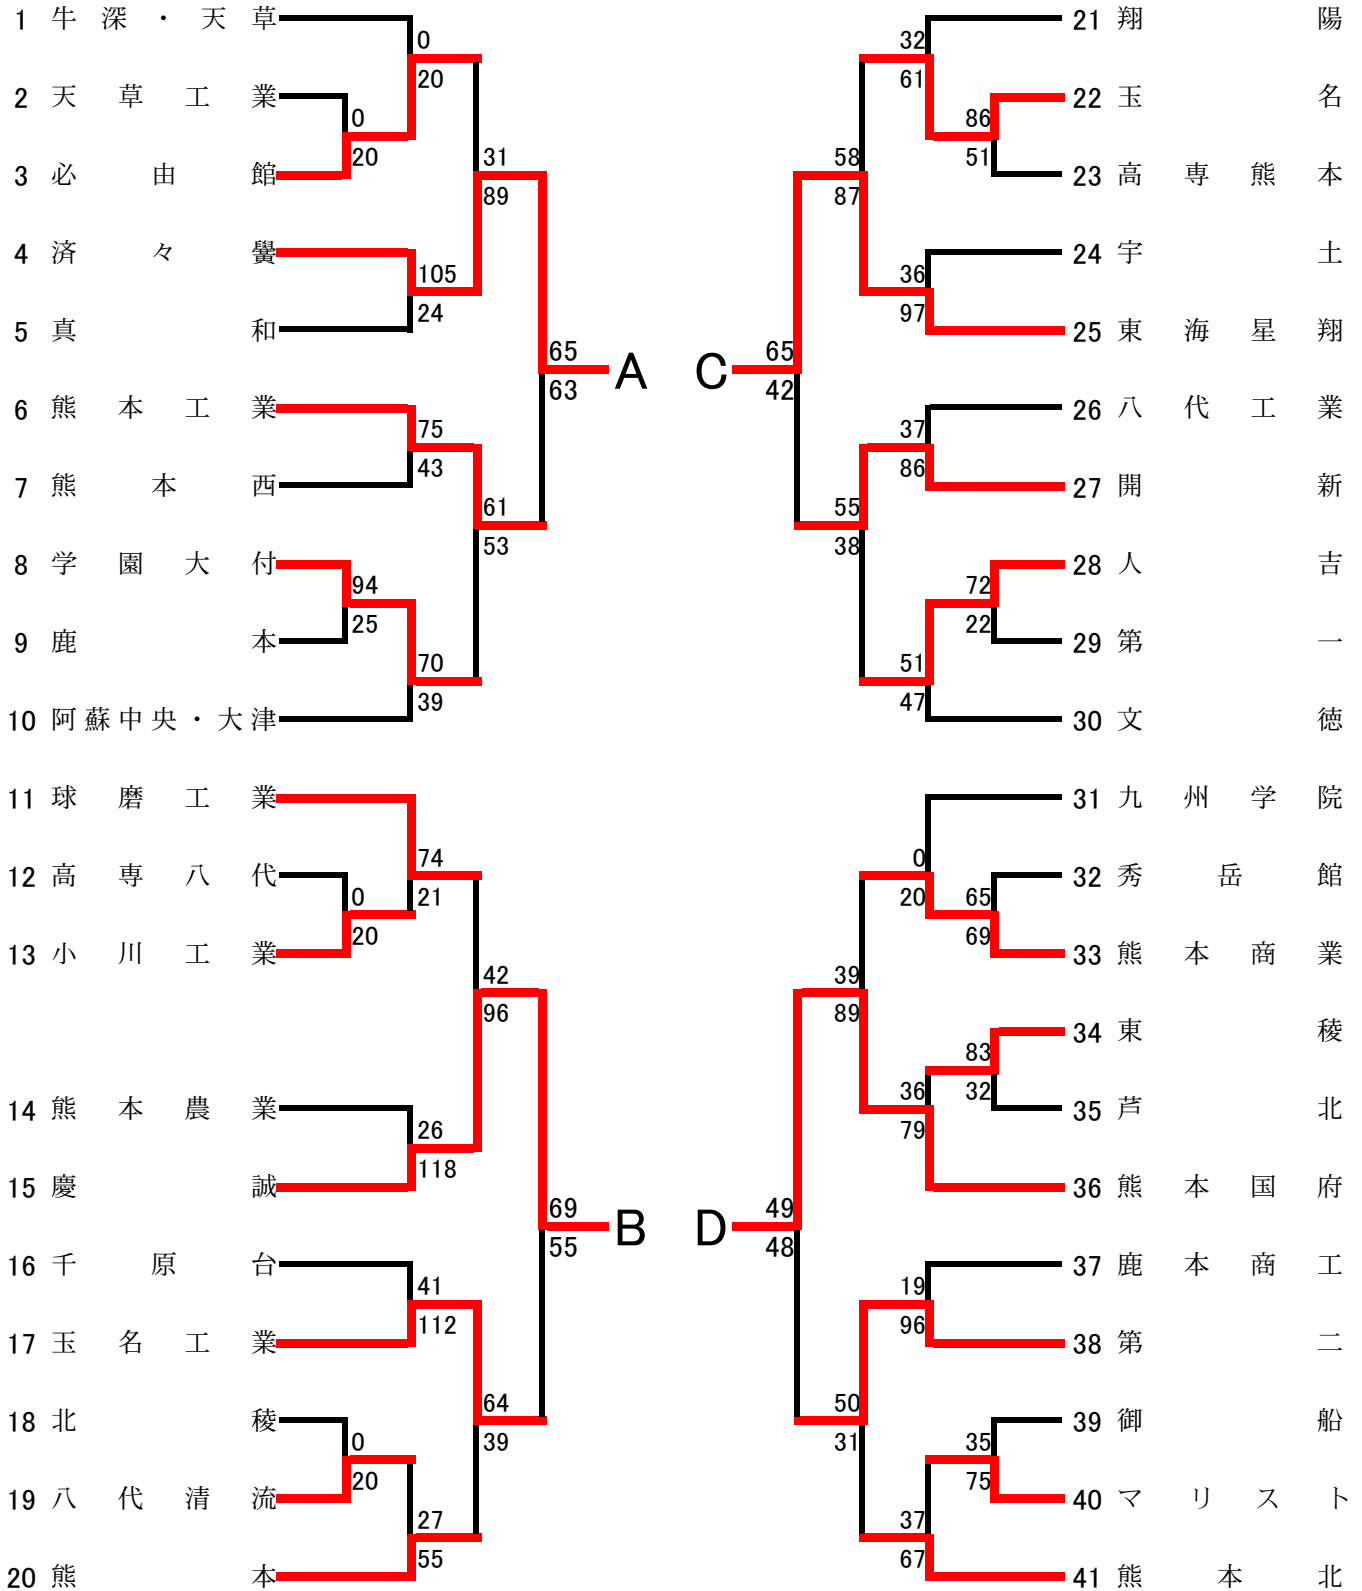 1 牛深・天草
0
20
2 天草工業
0
20
3 必由館
31
89
4 済々黌
105
24
5 真和
65
63
A
6 熊本工業
75
43
7 熊本西
61
53
8 学園大付
94
25
9 鹿本
70
39
10 阿蘇中央・大津
11 球磨工業
74
21
12 高専八代
0
20
13 小川工業
42
96
14 熊本農業
26
118
15 慶誠
69
55
B
16 千原台
41
112
17 玉名工業
64
39
18 北稜
0
20
19 八代清流
27
55
20 熊本
21 翔陽
32
61
22 玉名
86
51
23 高専熊本
58
87
24 宇土
36
97
25 東海星翔
C
65
42
26 八代工業
37
86
27 開新
55
38
28 人吉
72
22
29 第一
51
47
30 文徳
31 九州学院
0
20
32 秀岳館
65
69
33 熊本商業
39
89
34 東稜
83
32
35 芦北
36
79
36 熊本国府
D
49
48
37 鹿本商工
19
96
38 第二
50
31
39 御船
35
75
40 マリスト
37
67
41 熊本北